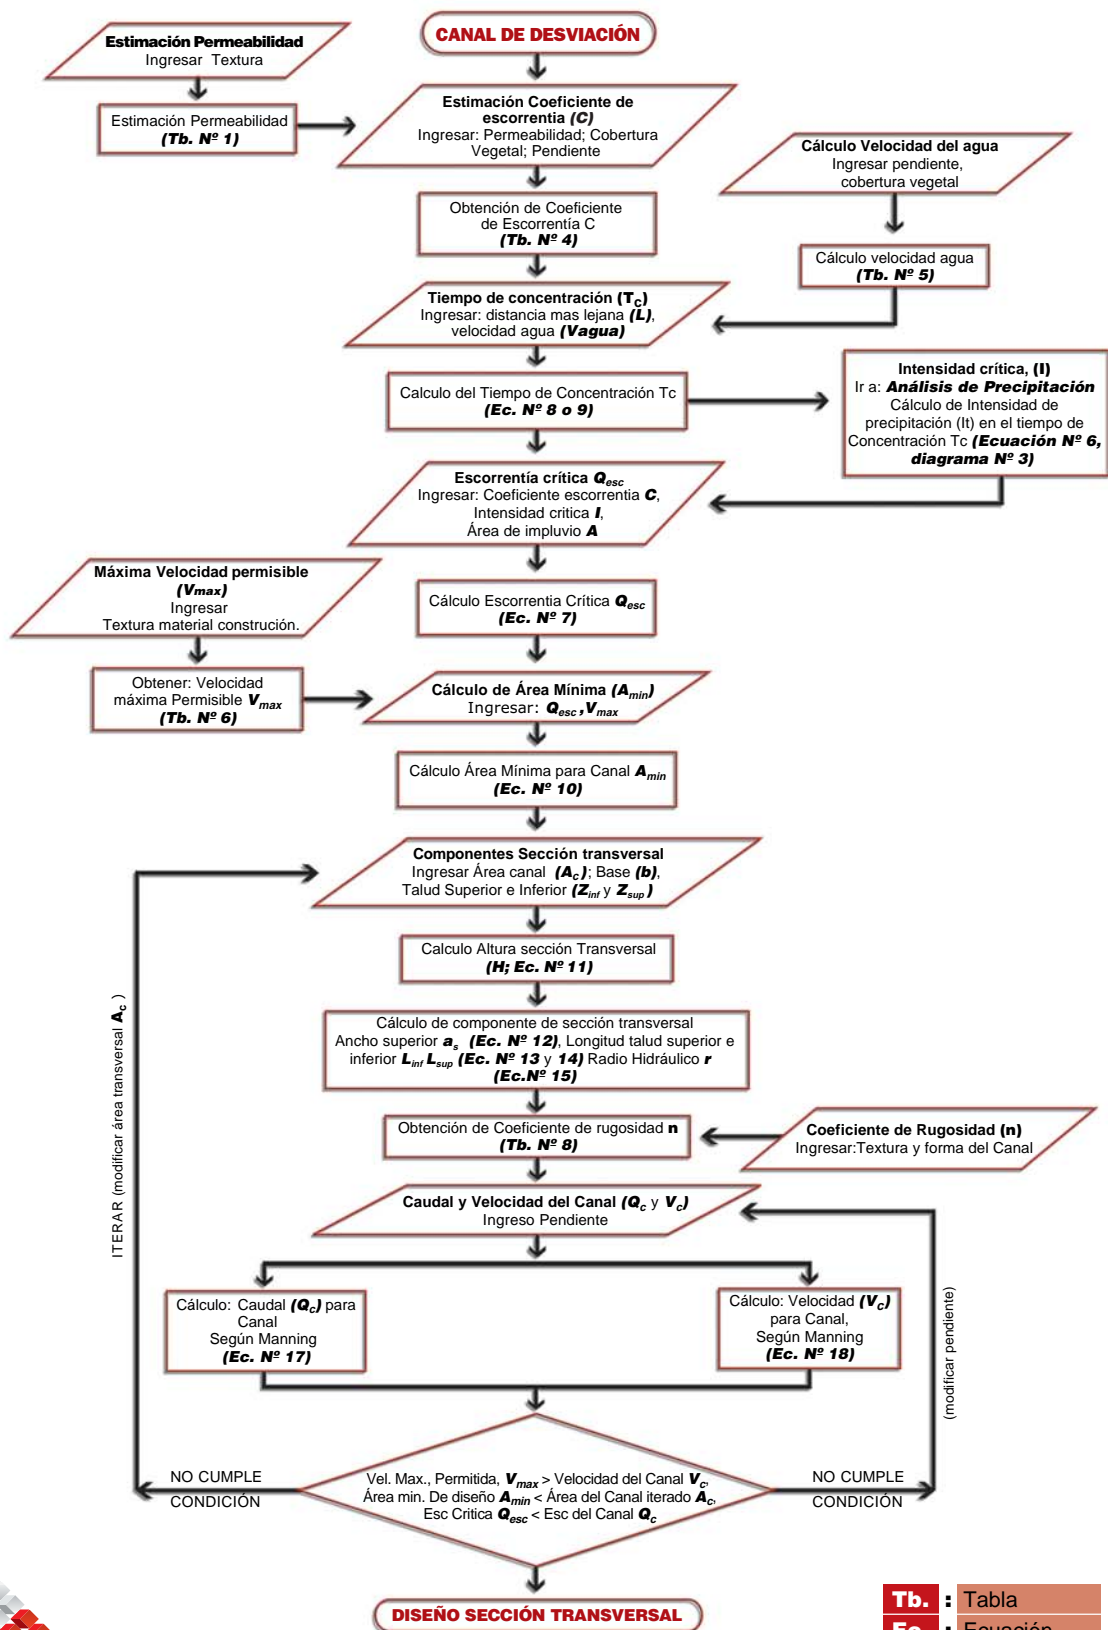 CANAL DE DESVIACIÓN
Estimación Permeabilidad
Ingresar Textura
Estimación Permeabilidad
(Tb. Nº 1)
Estimación Coeficiente de
escorrentia (C)
Ingresar: Permeabilidad; Cobertura
Vegetal; Pendiente
Cálculo Velocidad del agua
Ingresar pendiente,
cobertura vegetal
Obtención de Coeficiente
de Escorrentía C
(Tb. Nº 4)
Cálculo velocidad agua
(Tb. Nº 5)
Tiempo de concentración (Tc)
Ingresar: distancia mas lejana (L),
velocidad agua (Vagua)
Calculo del Tiempo de Concentración Tc
(Ec. Nº 8 o 9)
Intensidad crítica, (I)
Ir a: Análisis de Precipitación
Cálculo de Intensidad de
precipitación (It) en el tiempo de
Concentración Tc (Ecuación Nº 6,
diagrama Nº 3)
Escorrentía crítica Qesc
Ingresar: Coeficiente escorrentia C,
Intensidad critica I,
Área de impluvio A
Máxima Velocidad permisible
(Vmax)
Ingresar
Textura material construción.
Cálculo Escorrentia Crítica Qesc
(Ec. Nº 7)
Obtener: Velocidad
máxima Permisible Vmax
(Tb. Nº 6)
Cálculo de Área Mínima (Amin)
Ingresar: Qesc ,Vmax
Cálculo Área Mínima para Canal Amin
(Ec. Nº 10)
Componentes Sección transversal
Ingresar Área canal (Ac); Base (b),
Talud Superior e Inferior (Zinf y Zsup)
Calculo Altura sección Transversal
(H; Ec. Nº 11)
Cálculo de componente de sección transversal
Ancho superior as (Ec. Nº 12), Longitud talud superior e
inferior Linf Lsup (Ec. Nº 13 y 14) Radio Hidráulico r
(Ec.Nº 15)
Obtención de Coeficiente de rugosidad n
(Tb. Nº 8)
Coeficiente de Rugosidad (n)
Ingresar:Textura y forma del Canal
Caudal y Velocidad del Canal (Qc y Vc)
Ingreso Pendiente
Cálculo: Caudal (Qc) para
Canal
Según Manning
(Ec. Nº 17)
Cálculo: Velocidad (Vc)
para Canal,
Según Manning
(Ec. Nº 18)
ITERAR (modificar área transversal Ac )
(modificar pendiente)
NO CUMPLE
CONDICIÓN
Vel. Max., Permitida, Vmax > Velocidad del Canal Vc,
Área min. De diseño Amin < Área del Canal iterado Ac,
Esc Critica Qesc < Esc del Canal Qc
NO CUMPLE
CONDICIÓN
DISEÑO SECCIÓN TRANSVERSAL
Tb. : Tabla
Ec. : Ecuación